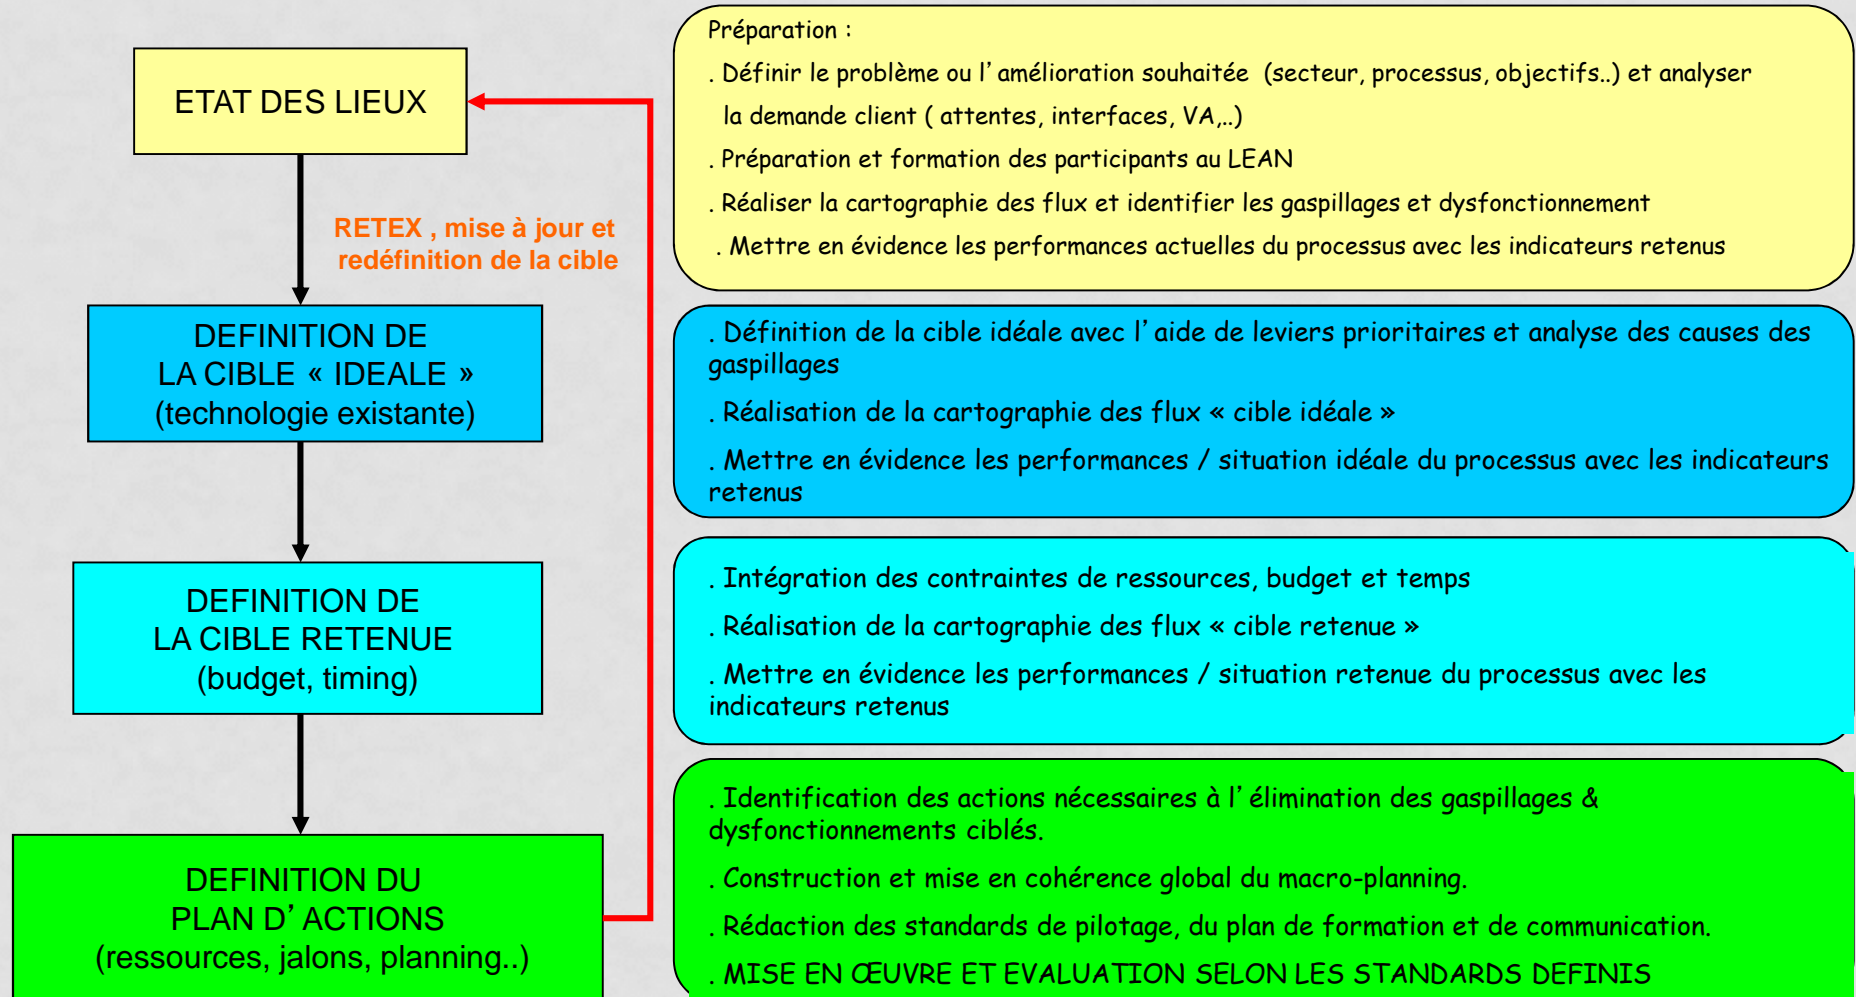 ETAT DES LIEUX
RETEX , mise à jour et
redéfinition de la cible
DEFINITION DE
LA CIBLE « IDEALE »
(technologie existante)
DEFINITION DE
LA CIBLE RETENUE
(budget, timing)
DEFINITION DU
PLAN D’ACTIONS
(ressources, jalons, planning..)
Préparation :
. Définir le problème ou l’amélioration souhaitée (secteur, processus, objectifs..) et analyser
la demande client ( attentes, interfaces, VA,..)
. Préparation et formation des participants au LEAN
. Réaliser la cartographie des flux et identifier les gaspillages et dysfonctionnement
. Mettre en évidence les performances actuelles du processus avec les indicateurs retenus
. Définition de la cible idéale avec l’aide de leviers prioritaires et analyse des causes des
gaspillages
. Réalisation de la cartographie des flux « cible idéale »
. Mettre en évidence les performances / situation idéale du processus avec les indicateurs
retenus
. Intégration des contraintes de ressources, budget et temps
. Réalisation de la cartographie des flux « cible retenue »
. Mettre en évidence les performances / situation retenue du processus avec les
indicateurs retenus
. Identification des actions nécessaires à l’élimination des gaspillages &
dysfonctionnements ciblés.
. Construction et mise en cohérence global du macro-planning.
. Rédaction des standards de pilotage, du plan de formation et de communication.
. MISE EN ŒUVRE ET EVALUATION SELON LES STANDARDS DEFINIS